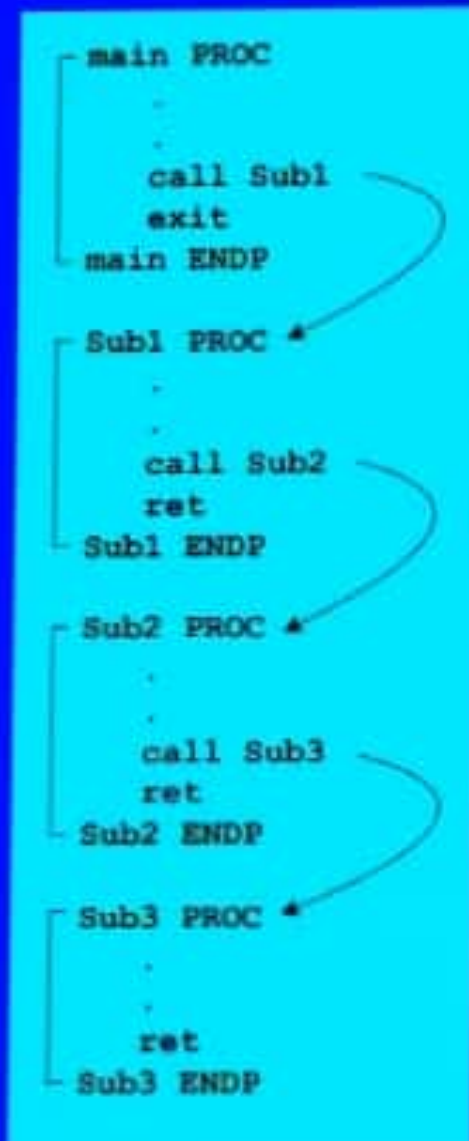 main PROC
.
.
call Sub1
exit
main ENDP
Sub1 PROC
.
.
call Sub2
ret
Sub1 ENDP
Sub2 PROC
.
.
call Sub3
ret
Sub2 ENDP
Sub3 PROC
.
.
ret
Sub3 ENDP